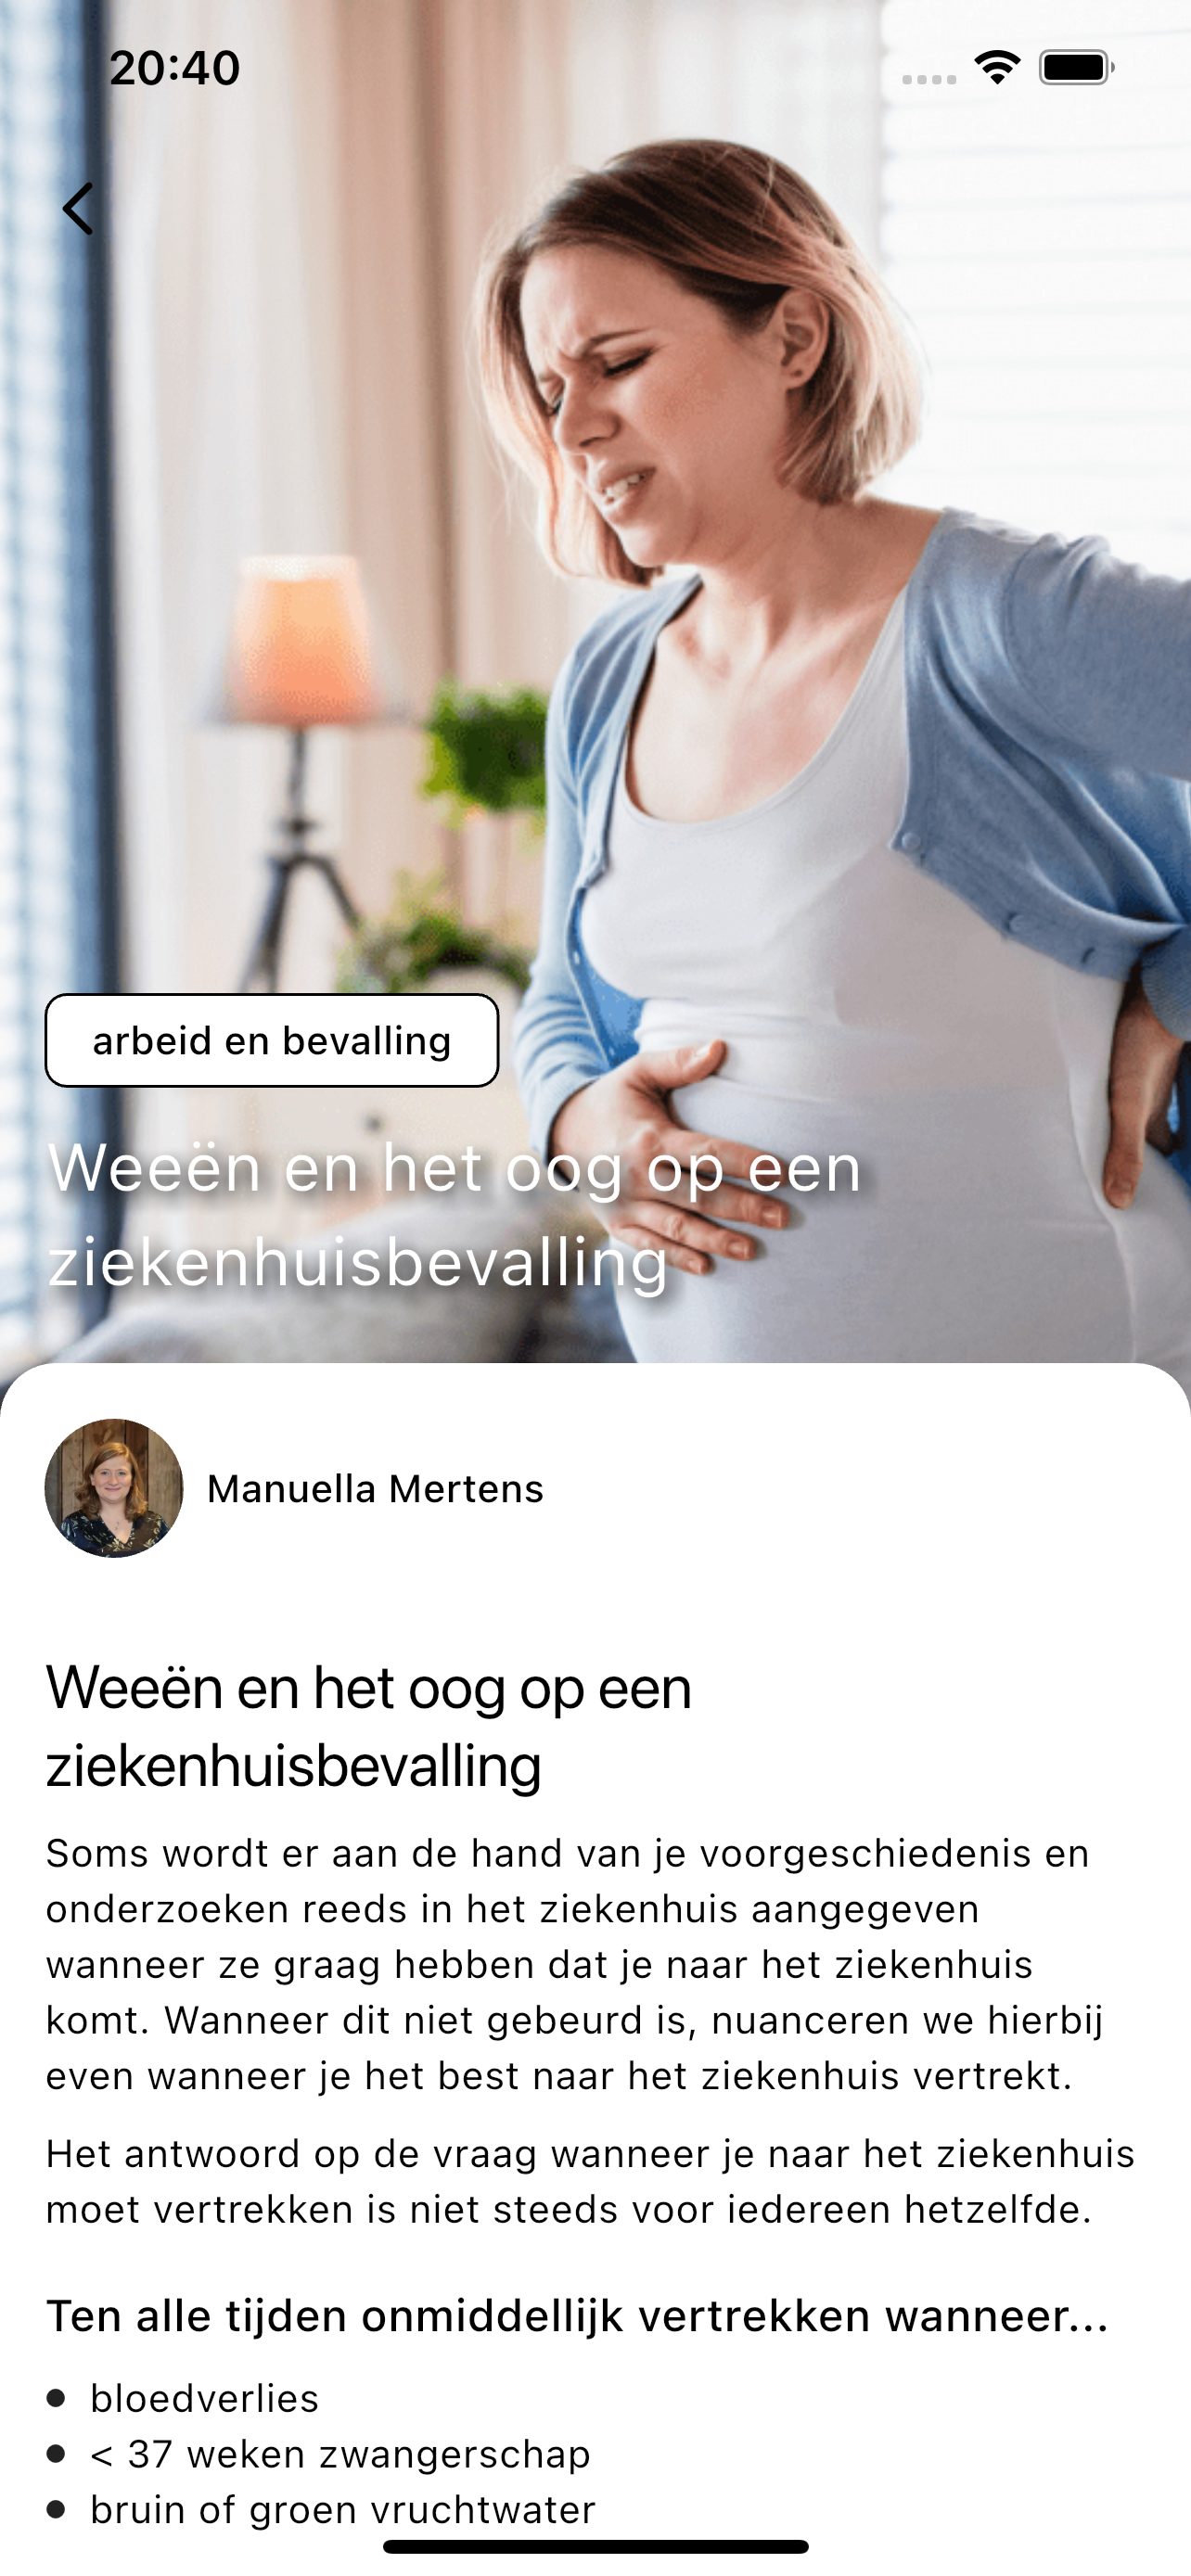 20:40
arbeid en bevalling
Weeën en het oog op een
ziekenhuisbevalling
Manuella Mertens
Weeën en het oog op een
ziekenhuisbevalling
Soms wordt er aan de hand van je voorgeschiedenis en
onderzoeken reeds in het ziekenhuis aangegeven
wanneer ze graag hebben dat je naar het ziekenhuis
komt. Wanneer dit niet gebeurd is, nuanceren we hierbij
even wanneer je het best naar het ziekenhuis vertrekt.
Het antwoord op de vraag wanneer je naar het ziekenhuis
moet vertrekken is niet steeds voor iedereen hetzelfde.
Ten alle tijden onmiddellijk vertrekken wanneer...
• bloedverlies
• < 37 weken zwangerschap
• bruin of groen vruchtwater